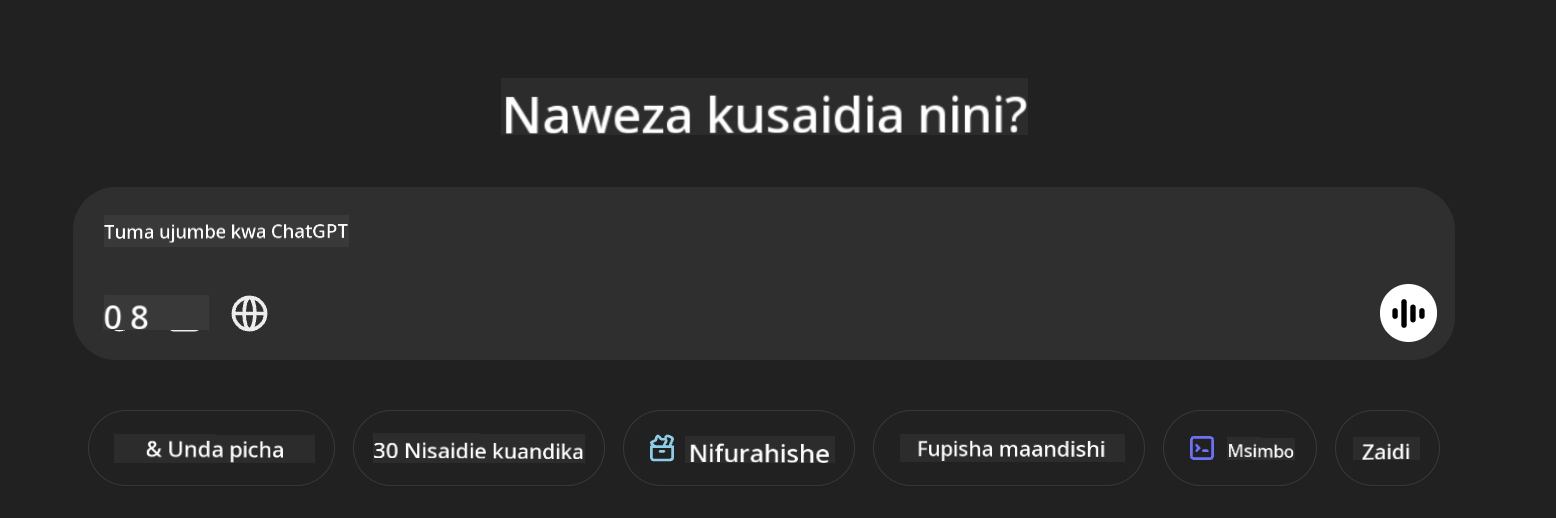 Naweza kusaidia nini?
Tuma ujumbe kwa ChatGPT
0 8
& Unda picha
30 Nisaidie kuandika
Nifurahishe
Fupisha maandishi
Msimbo
Zaidi